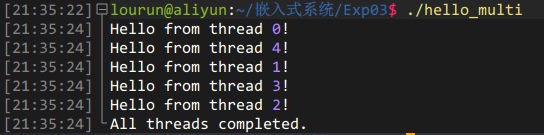 [21:35:22] lourun@aliyun:~/嵌入式系统/Exp03$ ./hello_multi
[21:35:24] Hello from thread 0!
[21:35:24] Hello from thread 4!
[21:35:24] Hello from thread 1!
[21:35:24] Hello from thread 3!
[21:35:24] Hello from thread 2!
[21:35:24] All threads completed.